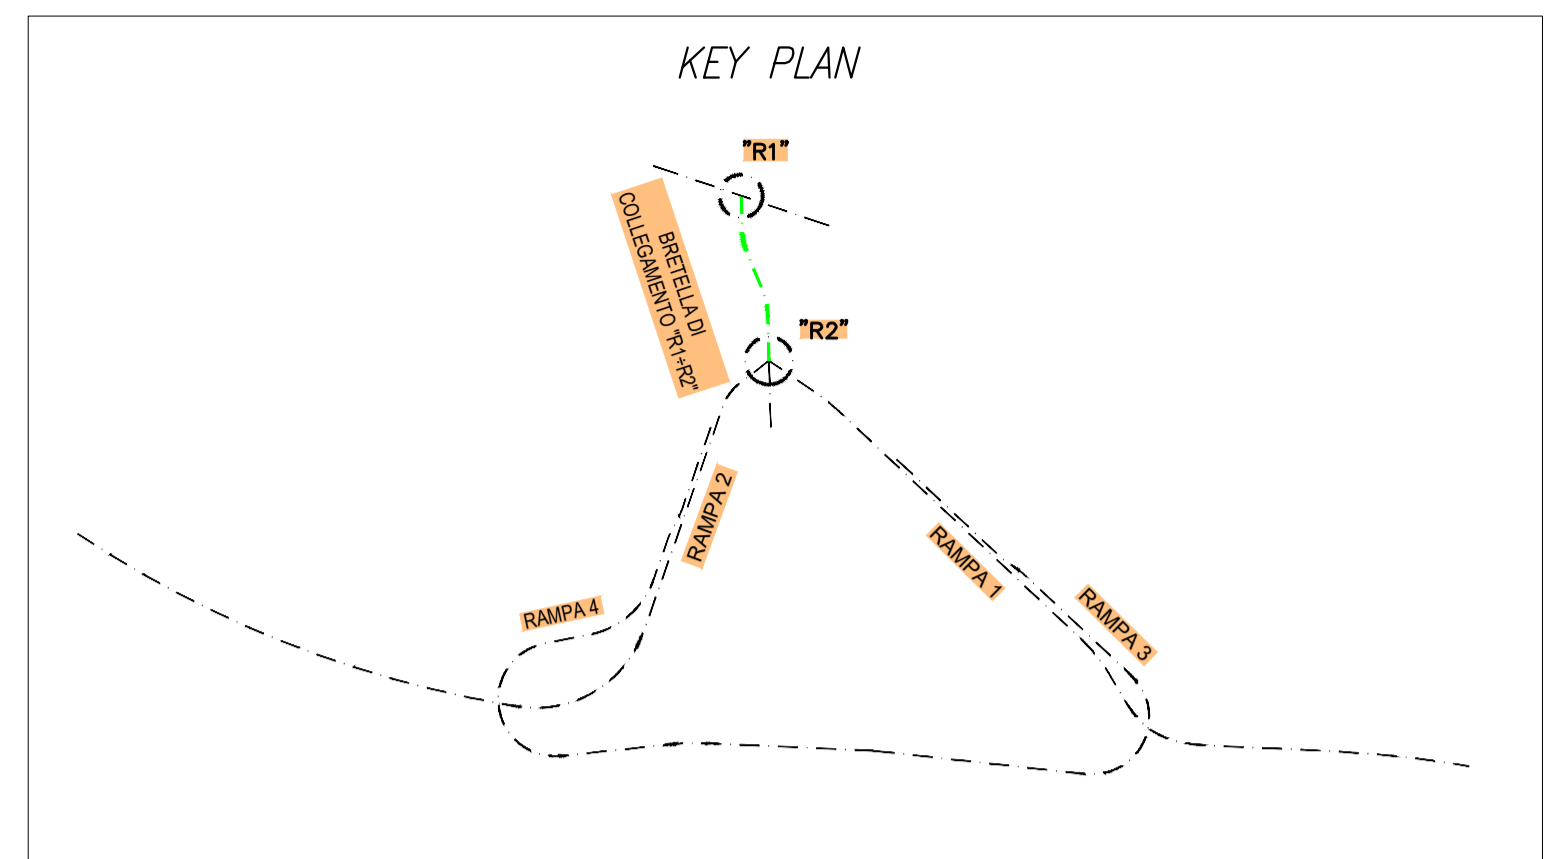 KEY PLAN
"R1"
BRETELLA DI
COLLEGAMENTO "R1÷R2"
"R2"
RAMPA 2
RAMPA 1
RAMPA 4
RAMPA 3